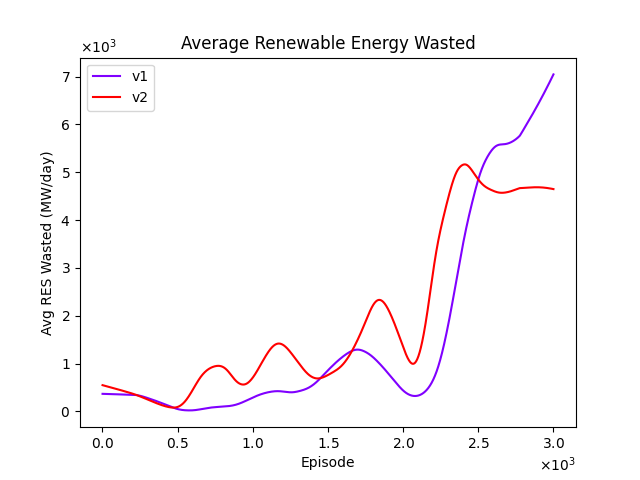 Average Renewable Energy Wasted
×10³
v1
v2
7
6
5
4
3
2
1
0
Avg RES Wasted (MW/day)
0.0 0.5 1.0 1.5 2.0 2.5 3.0
Episode
×10³